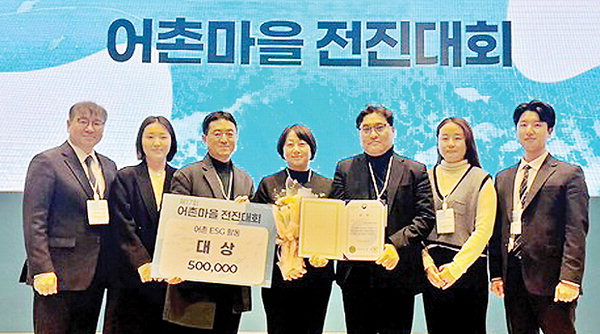 어촌마을 전진대회
제17회
어촌마을 전진대회
어촌 ESG 활동
대 상
500,000